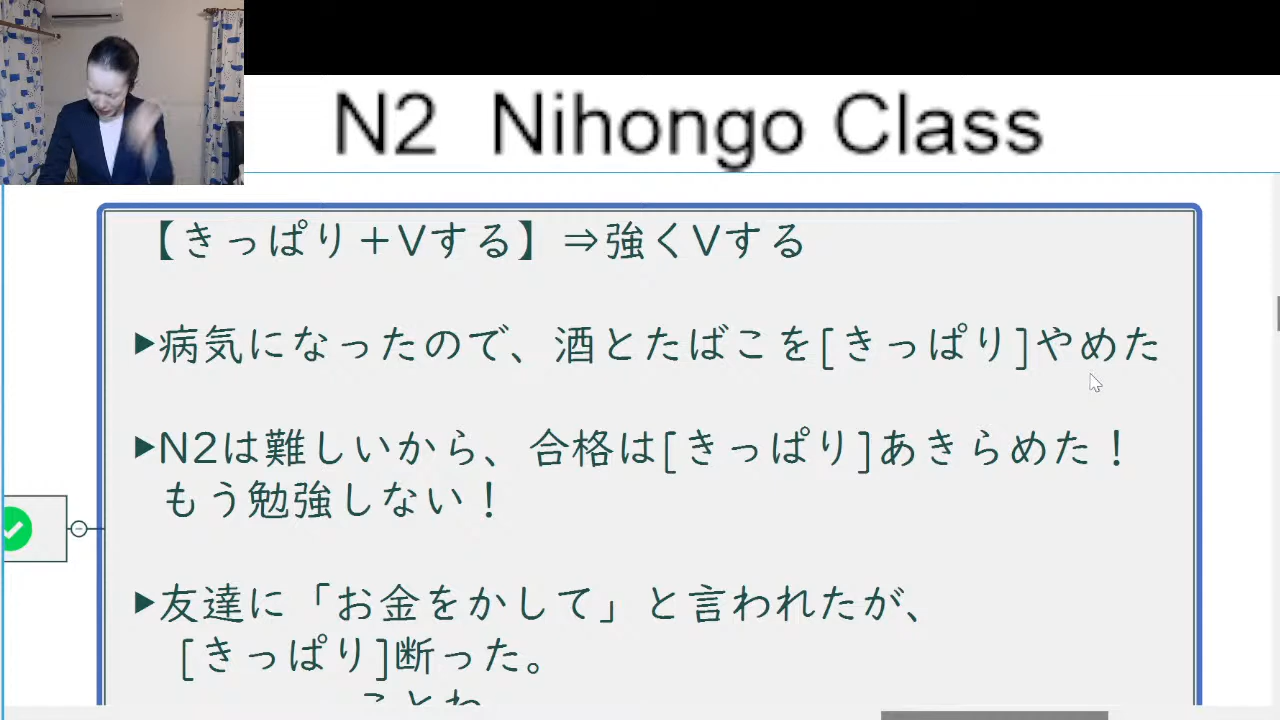 N2 Nihongo Class
【きっぱり＋Vする】⇒強くVする
▶病気になったので、酒とたばこを[きっぱり]やめた
▶N2は難しいから、合格は[きっぱり]あきらめた！
もう勉強しない！
▶友達に「お金をかして」と言われたが、
[きっぱり]断った。
ことわ